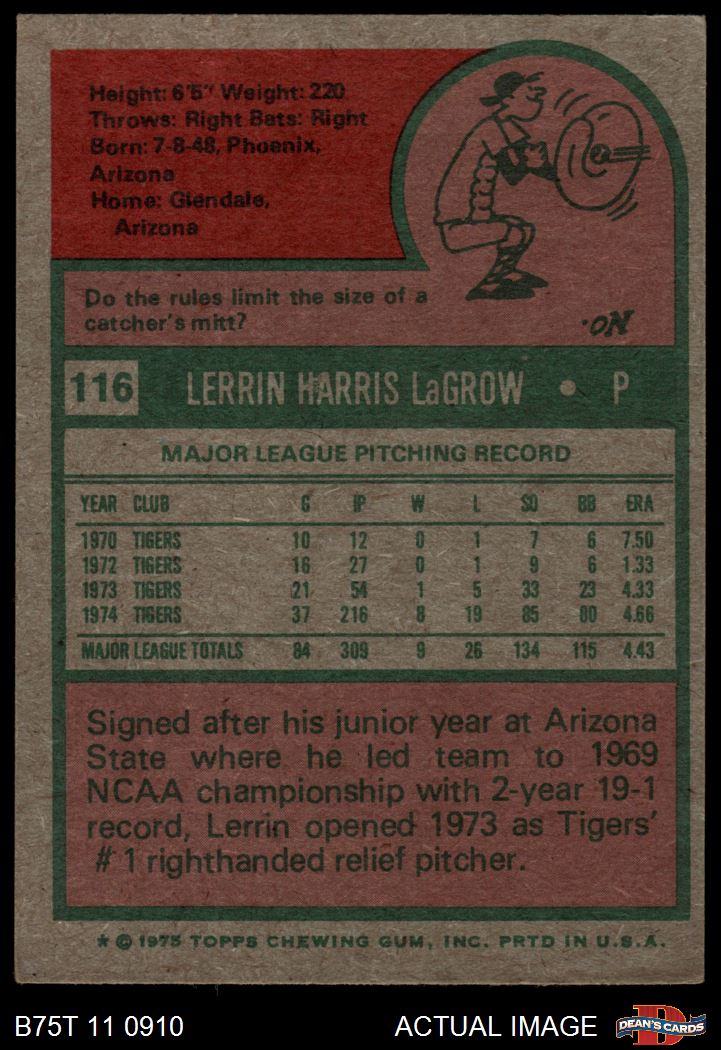 Height: 6'5" Weight: 220
Throws: Right Bats: Right
Born: 7-8-48, Phoenix,
Arizona
Home: Glendale,
Arizona
Do the rules limit the size of a
catcher's mitt?
.ON
116 LERRIN HARRIS LaGROW • P
MAJOR LEAGUE PITCHING RECORD
YEAR CLUB G IP W L SO BB ERA
1970 TIGERS 10 12 0 1 7 6 7.50
1972 TIGERS 16 27 0 1 9 6 1.33
1973 TIGERS 21 54 1 5 33 23 4.33
1974 TIGERS 37 216 8 19 85 80 4.66
MAJOR LEAGUE TOTALS 84 309 9 26 134 115 4.43
Signed after his junior year at Arizona
State where he led team to 1969
NCAA championship with 2-year 19-1
record, Lerrin opened 1973 as Tigers'
# 1 righthanded relief pitcher.
* © 1975 TOPPS CHEWING GUM, INC. PRTD IN U.S.A.
B75T 11 0910 ACTUAL IMAGE DEAN'S CARDS